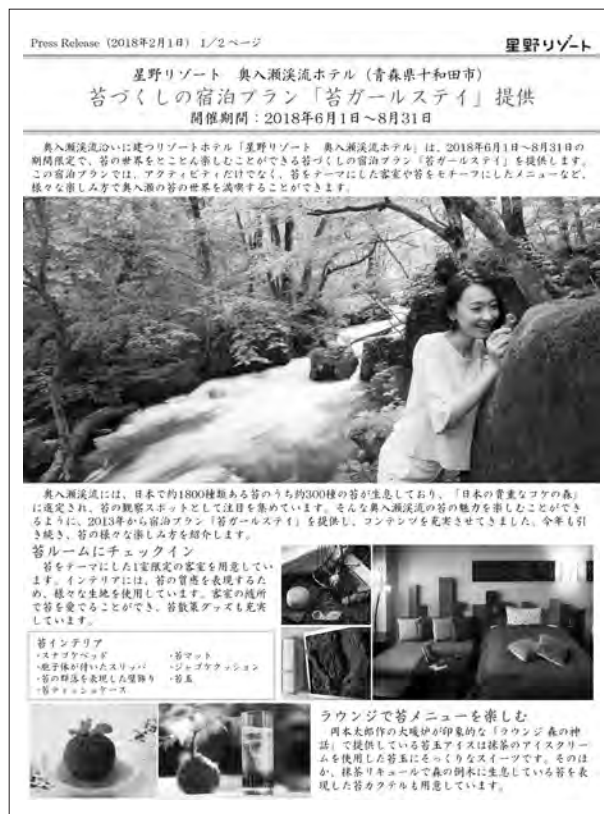 Press Release（2018年2月1日） 1/2ページ
星野リゾート
星野リゾート　奥入瀬渓流ホテル（青森県十和田市）
苔づくしの宿泊プラン「苔ガールステイ」提供
開催期間：2018年6月1日～8月31日
奥入瀬渓流沿いに建つリゾートホテル「星野リゾート　奥入瀬渓流ホテル」は、2018年6月1日～8月31日の
期間限定で、苔の世界をとことん楽しむことができる苔づくしの宿泊プラン「苔ガールステイ」を提供します。
この宿泊プランでは、アクティビティだけでなく、苔をテーマにした客室や苔をモチーフにしたメニューなど、
様々な楽しみ方で奥入瀬の苔の世界を満喫することができます。
奥入瀬渓流には、日本で約1800種類ある苔のうち約300種の苔が生息しており、「日本の貴重なコケの森」
に選定され、苔の観察スポットとして注目を集めています。そんな奥入瀬渓流の苔の魅力を楽しむことができ
るように、2013年から宿泊プラン「苔ガールステイ」を提供し、コンテンツを充実させてきました。今年も引
き続き、苔の様々な楽しみ方を紹介します。
苔ルームにチェックイン
苔をテーマにした1室限定の客室を用意してい
ます。インテリアには、苔の質感を表現するた
め、様々な生地を使用しています。客室の随所
で苔を愛でることができ、苔散策グッズも充実
しています。
苔インテリア
・スナゴケベッド
・胞子体が付いたスリッパ
・苔の群落を表現した壁飾り
・苔ティッシュケース
・苔マット
・ジャゴケクッション
・苔玉
ラウンジで苔メニューを楽しむ
岡本太郎作の大暖炉が印象的な「ラウンジ 森の神
話」で提供している苔玉アイスは抹茶のアイスクリー
ムを使用した苔玉にそっくりなスイーツです。そのほ
か、抹茶リキュールで森の倒木に生息している苔を表
現した苔カクテルも用意しています。